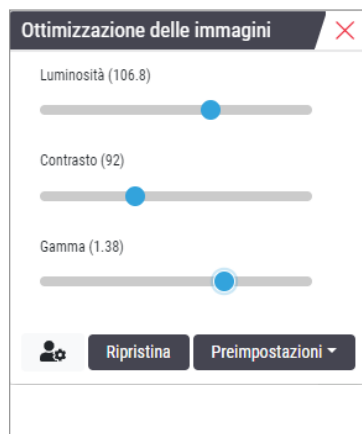 Ottimizzazione delle immagini
Luminosità (106.8)
Contrasto (92)
Gamma (1.38)
Ripristina
Preimpostazioni